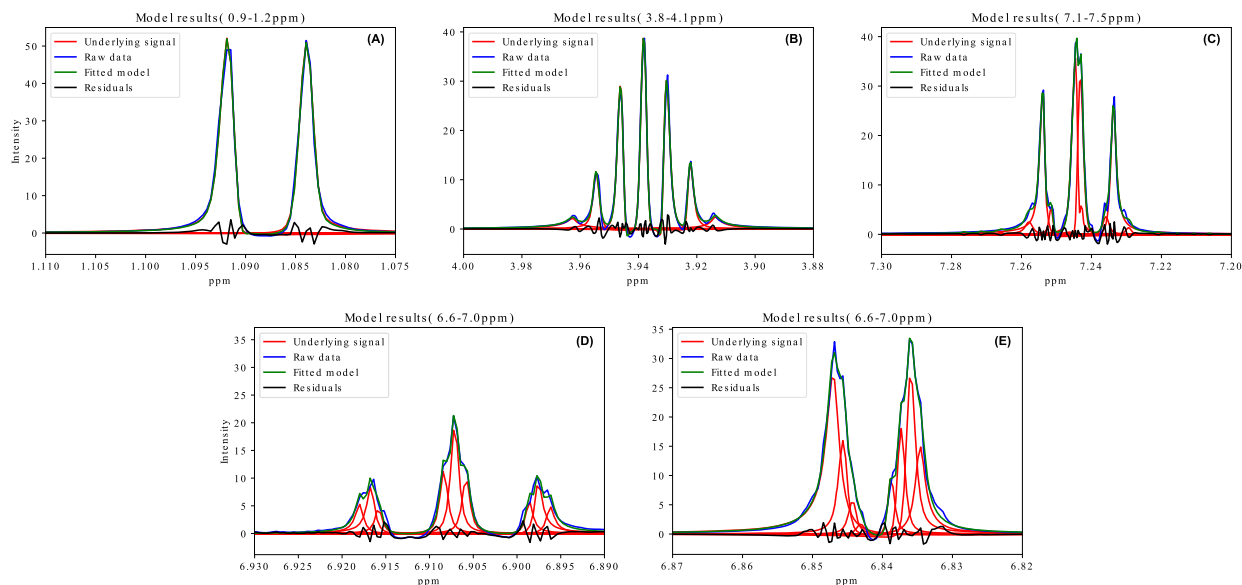 Model results( 0.9-1.2ppm)
(A)
Underlying signal
Raw data
Fitted model
Residuals
Intensity
50
40
30
20
10
0
1.110 1.105 1.100 1.095 1.090 1.085 1.080 1.075
ppm
Model results( 3.8-4.1ppm)
(B)
Underlying signal
Raw data
Fitted model
Residuals
40
30
20
10
0
4.00 3.98 3.96 3.94 3.92 3.90 3.88
ppm
Model results( 7.1-7.5ppm)
(C)
Underlying signal
Raw data
Fitted model
Residuals
40
30
20
10
0
7.30 7.28 7.26 7.24 7.22 7.20
ppm
Model results( 6.6-7.0ppm)
(D)
Underlying signal
Raw data
Fitted model
Residuals
Intensity
35
30
25
20
15
10
5
0
6.930 6.925 6.920 6.915 6.910 6.905 6.900 6.895 6.890
ppm
Model results( 6.6-7.0ppm)
(E)
Underlying signal
Raw data
Fitted model
Residuals
35
30
25
20
15
10
5
0
6.87 6.86 6.85 6.84 6.83 6.82
ppm